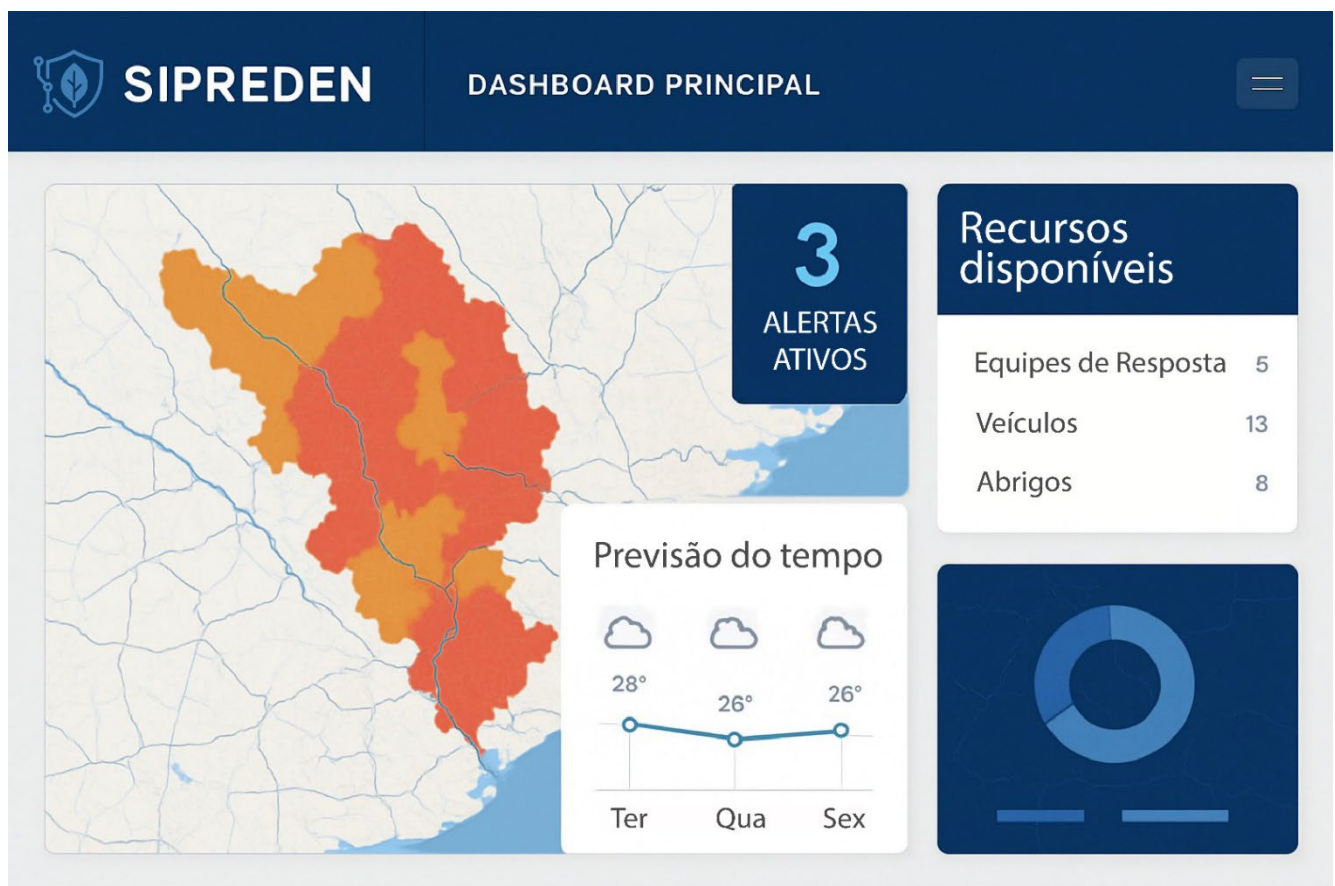 SIPREDEN
DASHBOARD PRINCIPAL
3
ALERTAS
ATIVOS
Recursos
disponíveis
Equipes de Resposta 5
Veículos 13
Abrigos 8
Previsão do tempo
28° 26° 26°
Ter Qua Sex